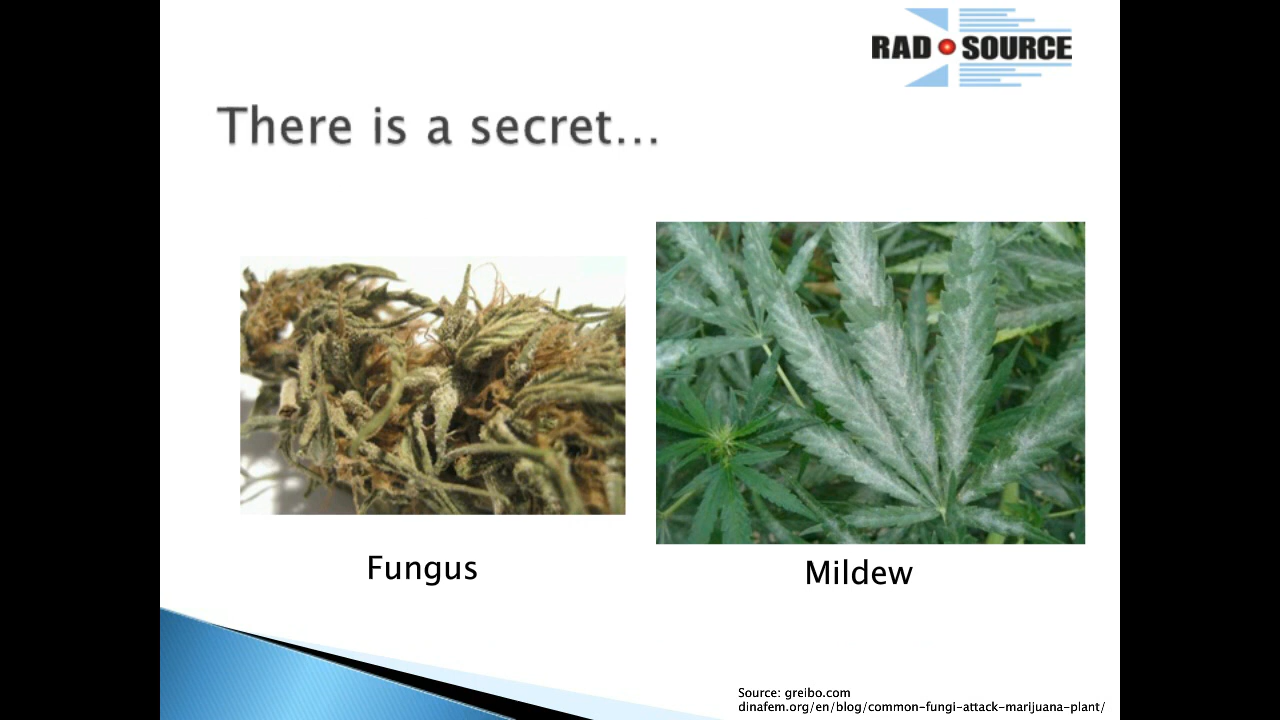 RAD SOURCE
There is a secret...
Fungus
Mildew
Source: greibo.com
dinafem.org/en/blog/common-fungi-attack-marijuana-plant/